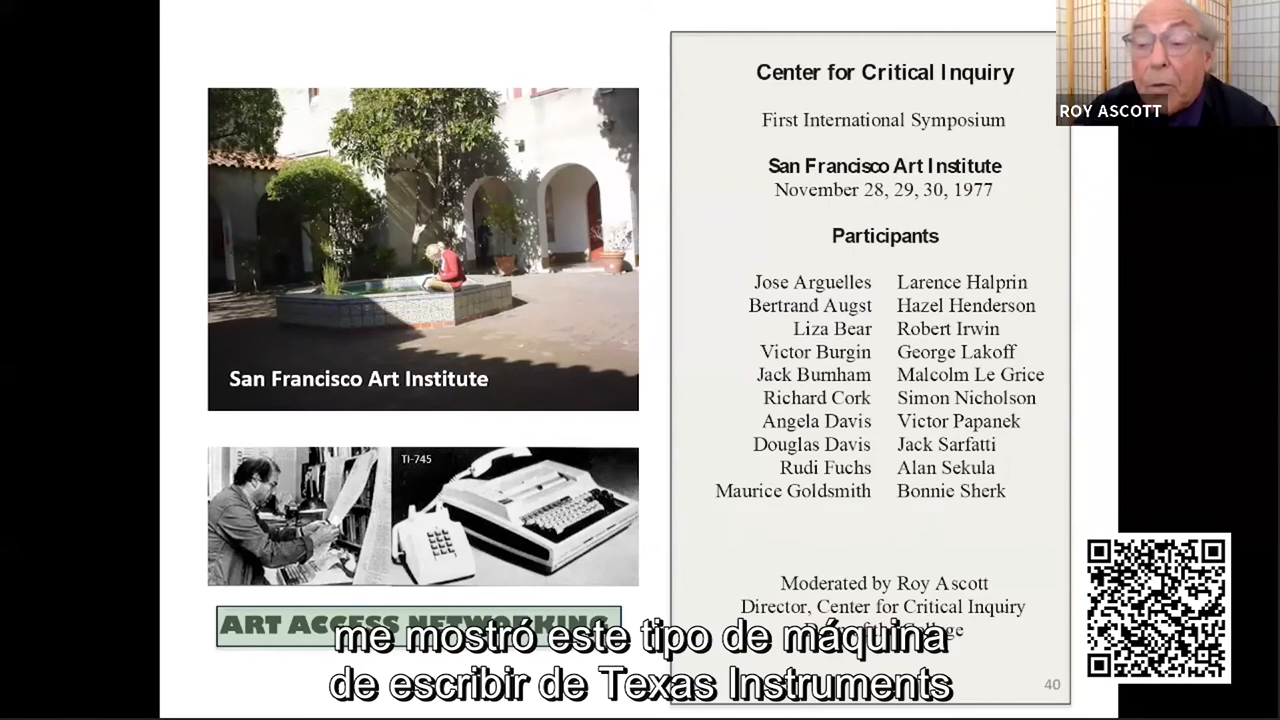 San Francisco Art Institute
TI-745
ART ACCESS NETWORKING
Center for Critical Inquiry
First International Symposium
San Francisco Art Institute
November 28, 29, 30, 1977
Participants
Jose Arguelles Larence Halprin
Bertrand Augst Hazel Henderson
Liza Bear Robert Irwin
Victor Burgin George Lakoff
Jack Burnham Malcolm Le Grice
Richard Cork Simon Nicholson
Angela Davis Victor Papanek
Douglas Davis Jack Sarfatti
Rudi Fuchs Alan Sekula
Maurice Goldsmith Bonnie Sherk
Moderated by Roy Ascott
Director, Center for Critical Inquiry
ROY ASCOTT
me mostró este tipo de máquina
de escribir de Texas Instruments
40